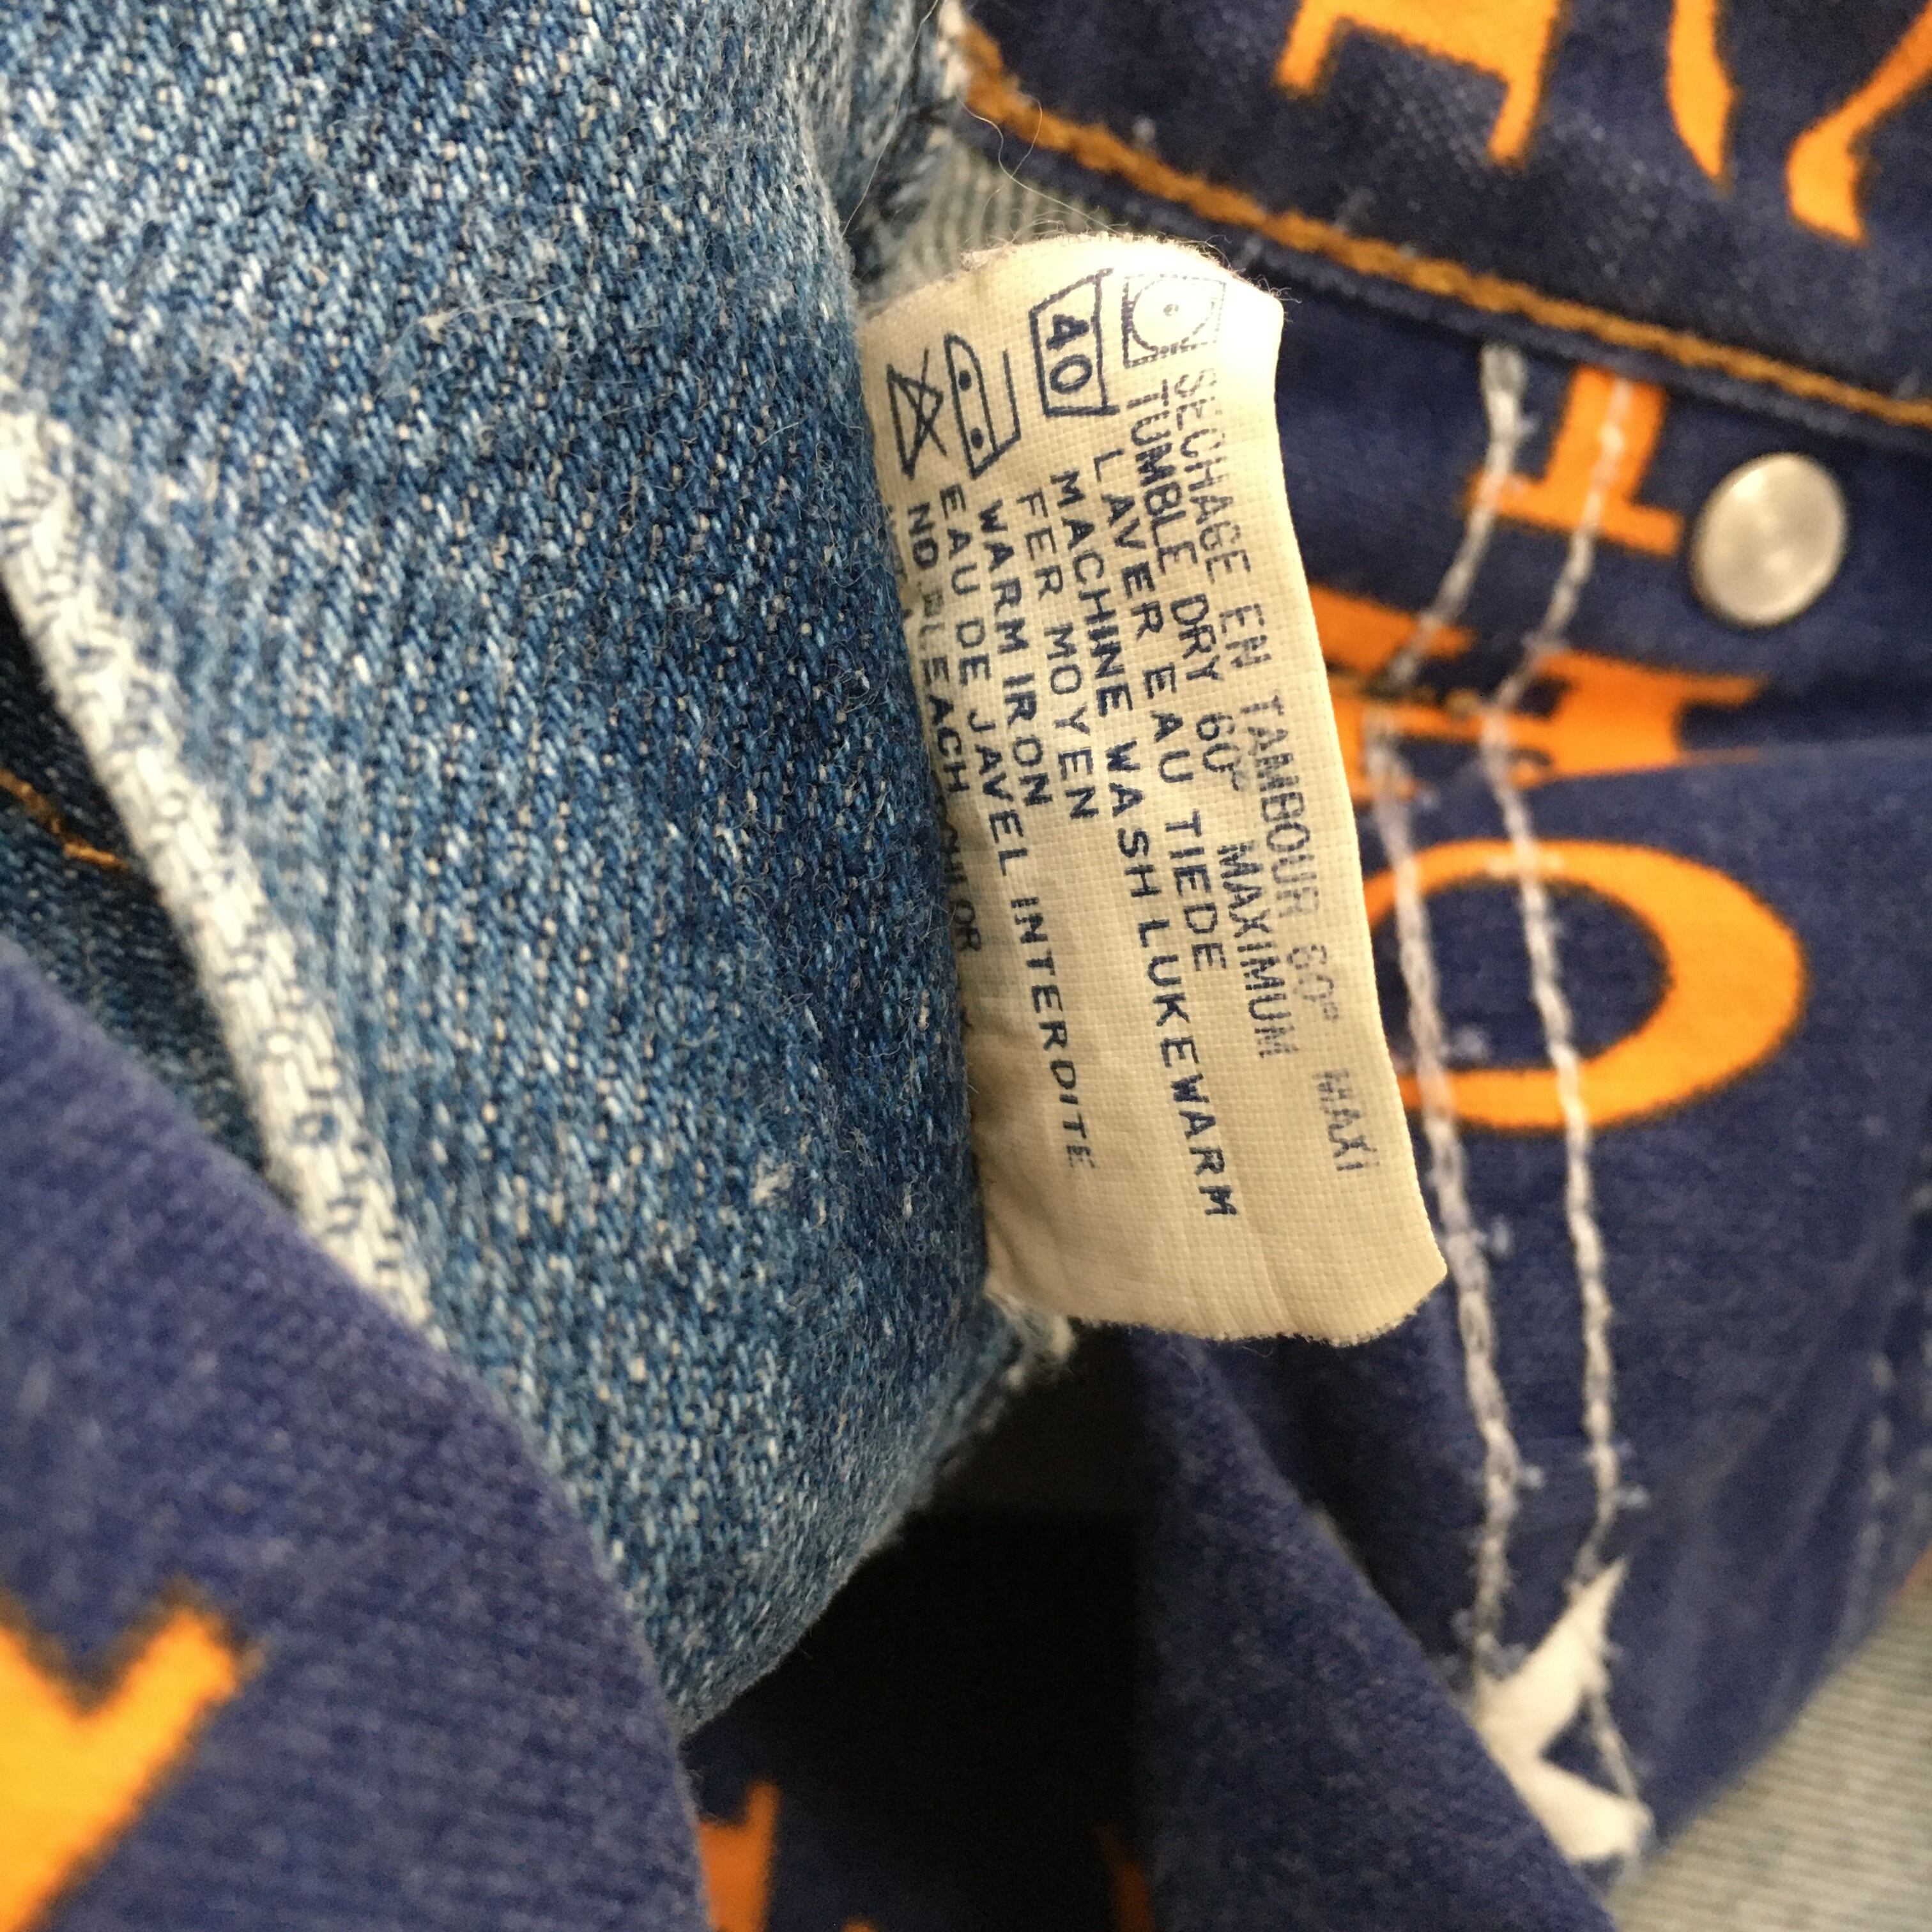 SECHAGE EN TAMBOUR 60° MAXI
TUMBLE DRY 60° MAXIMUM
40
LAVER EAU TIEDE
MACHINE WASH LUKEWARM
FER MOYEN
WARM IRON
EAU DE JAVEL INTERDITE
NO BLEACH